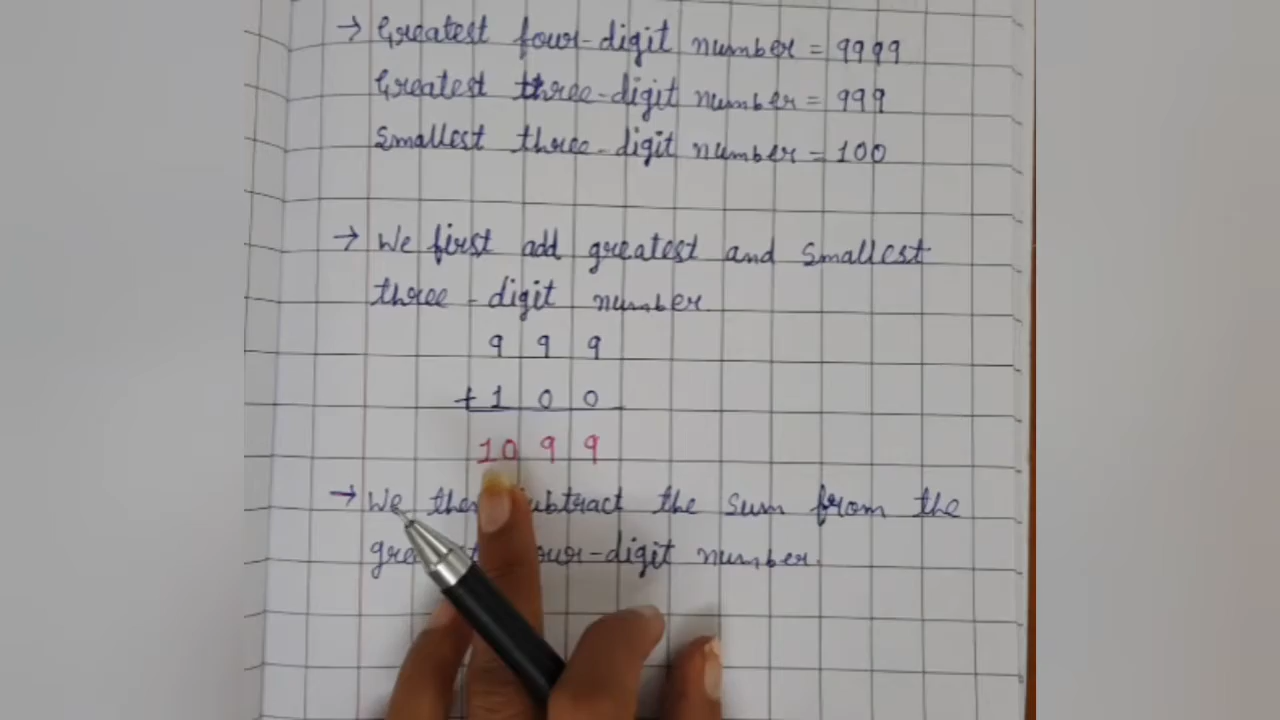 → Greatest four-digit number = 9999
Greatest three-digit number = 999
Smallest three-digit number = 100
→ We first add greatest and smallest
three-digit number
9 9 9
+ 1 0 0
10 9 9
→ We then subtract the sum from the
four-digit number.